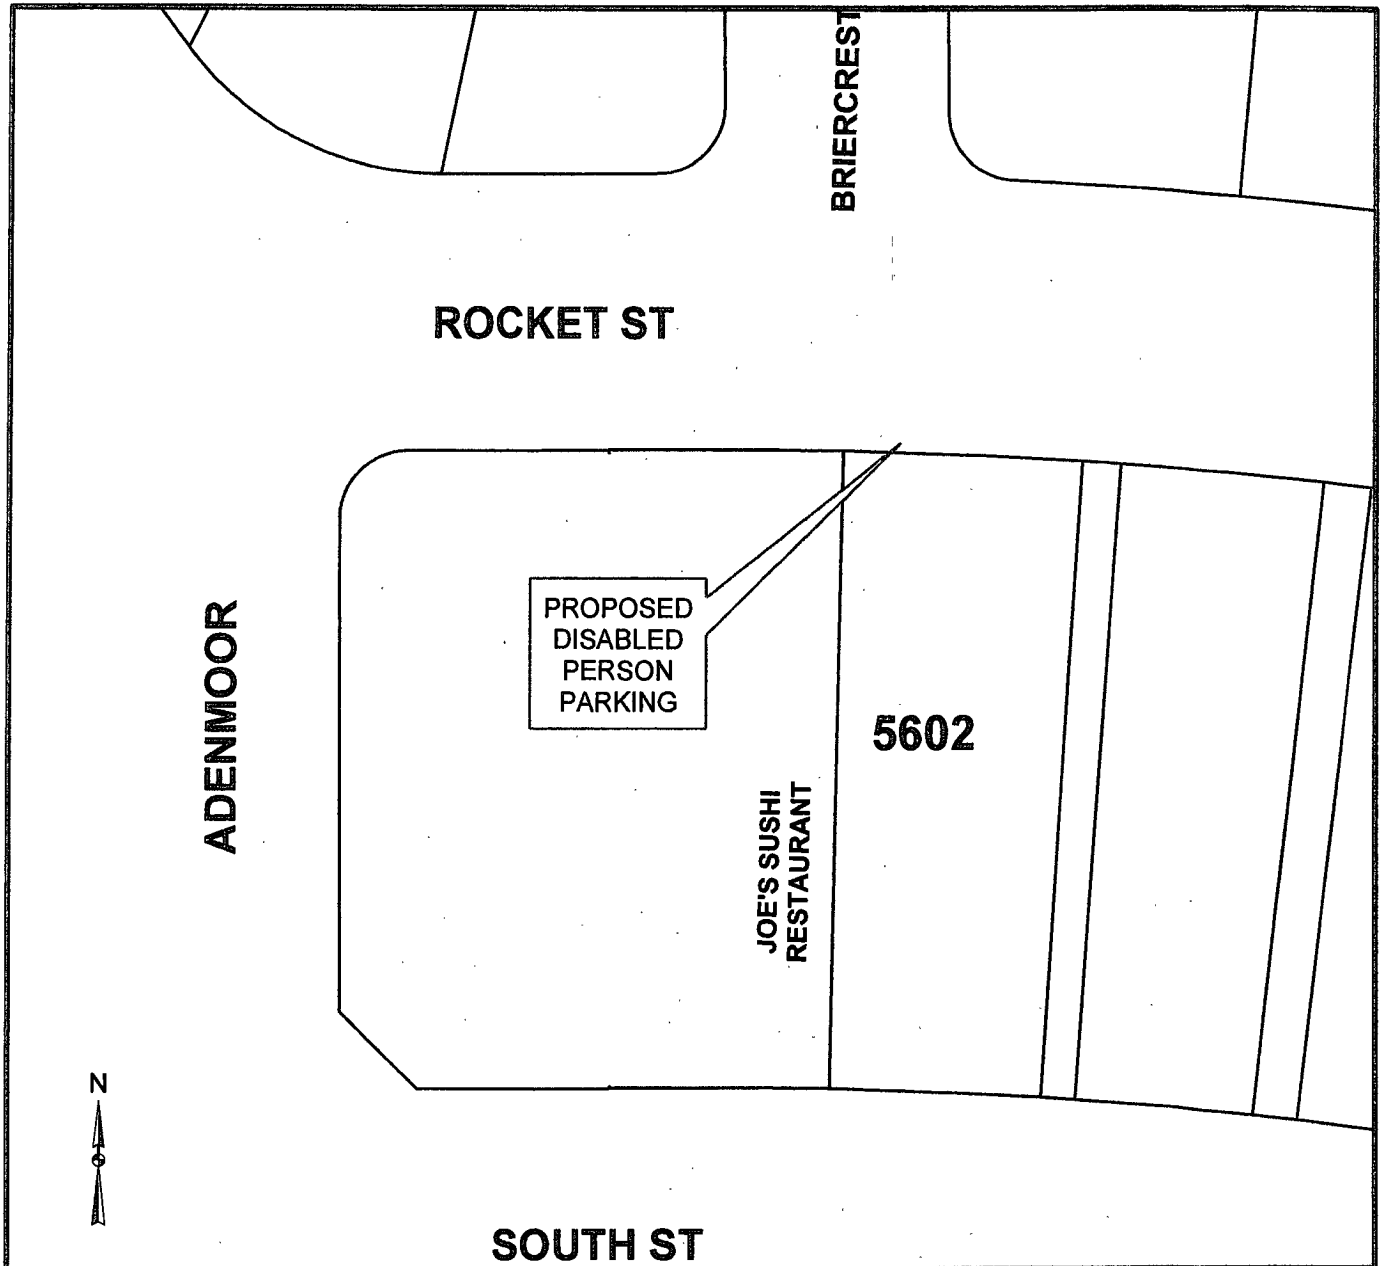 BRIERCREST
ROCKET ST
PROPOSED
DISABLED
PERSON
PARKING
ADENMOOR
5602
JOE'S SUSHI
RESTAURANT
N
SOUTH ST